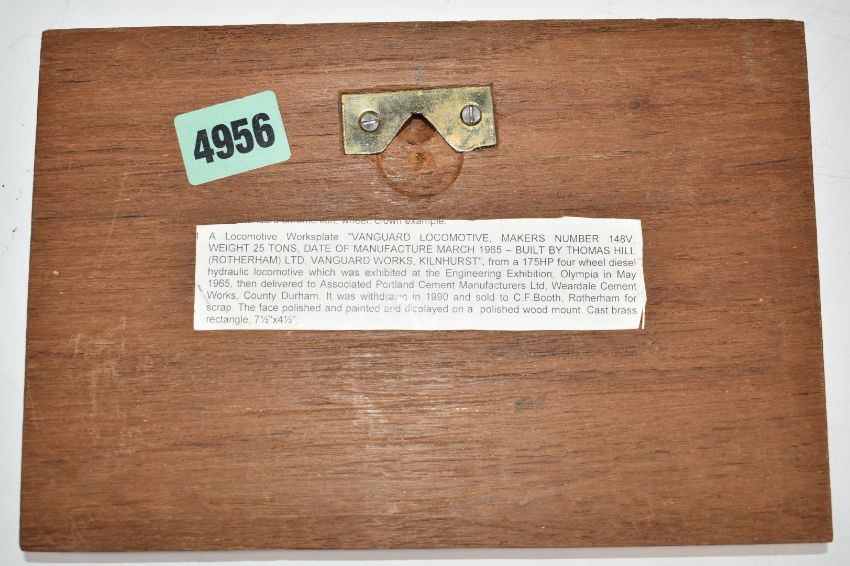 4956
wheel, crown example.
A Locomotive Worksplate "VANGUARD LOCOMOTIVE, MAKERS NUMBER 148V,
WEIGHT 25 TONS, DATE OF MANUFACTURE MARCH 1965 – BUILT BY THOMAS HILL
(ROTHERHAM) LTD, VANGUARD WORKS, KILNHURST", from a 175HP four wheel diesel
hydraulic locomotive which was exhibited at the Engineering Exhibition, Olympia in May
1965, then delivered to Associated Portland Cement Manufacturers Ltd, Weardale Cement
Works, County Durham. It was withdrawn in 1990 and sold to C.F.Booth, Rotherham for
scrap. The face polished and painted and displayed on a polished wood mount. Cast brass
rectangle, 7½"x4½".